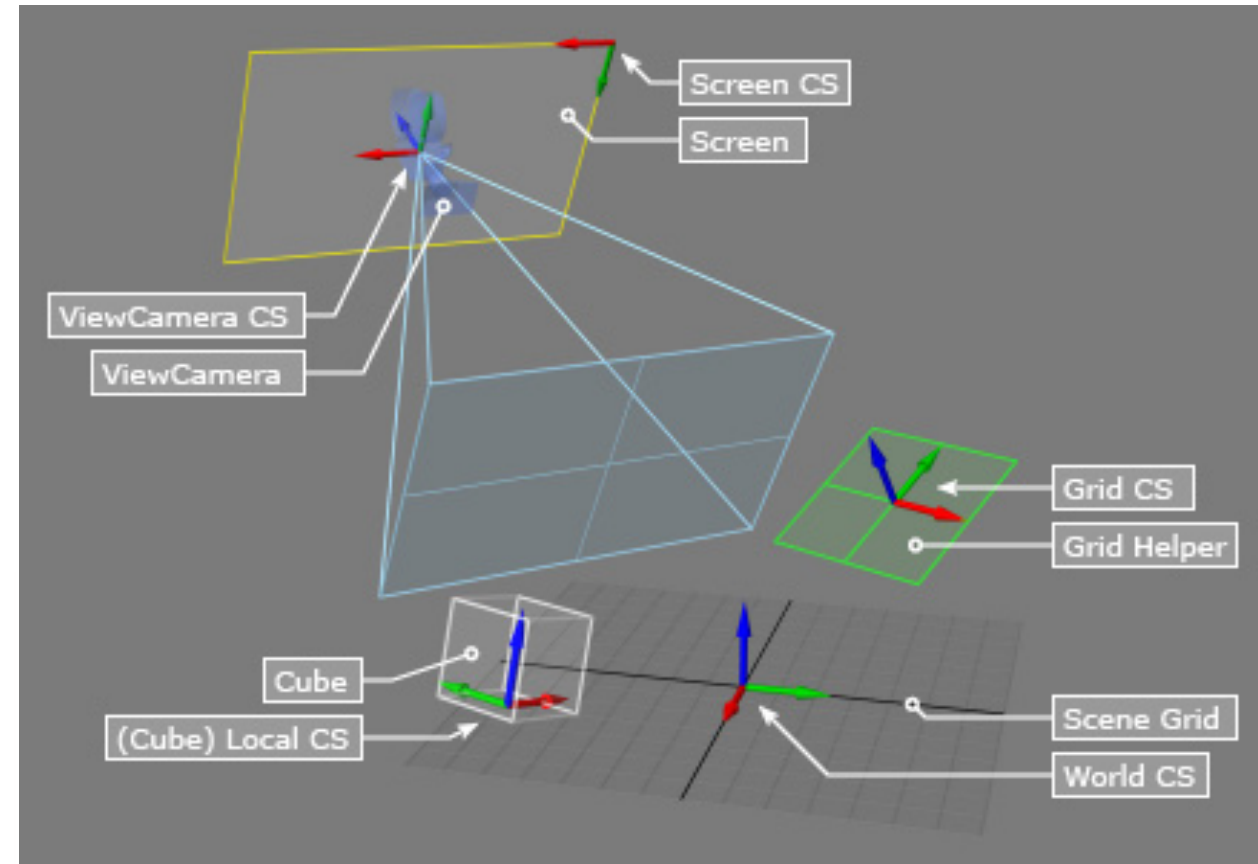 Screen CS
Screen
ViewCamera CS
ViewCamera
Grid CS
Grid Helper
Cube
(Cube) Local CS
Scene Grid
World CS